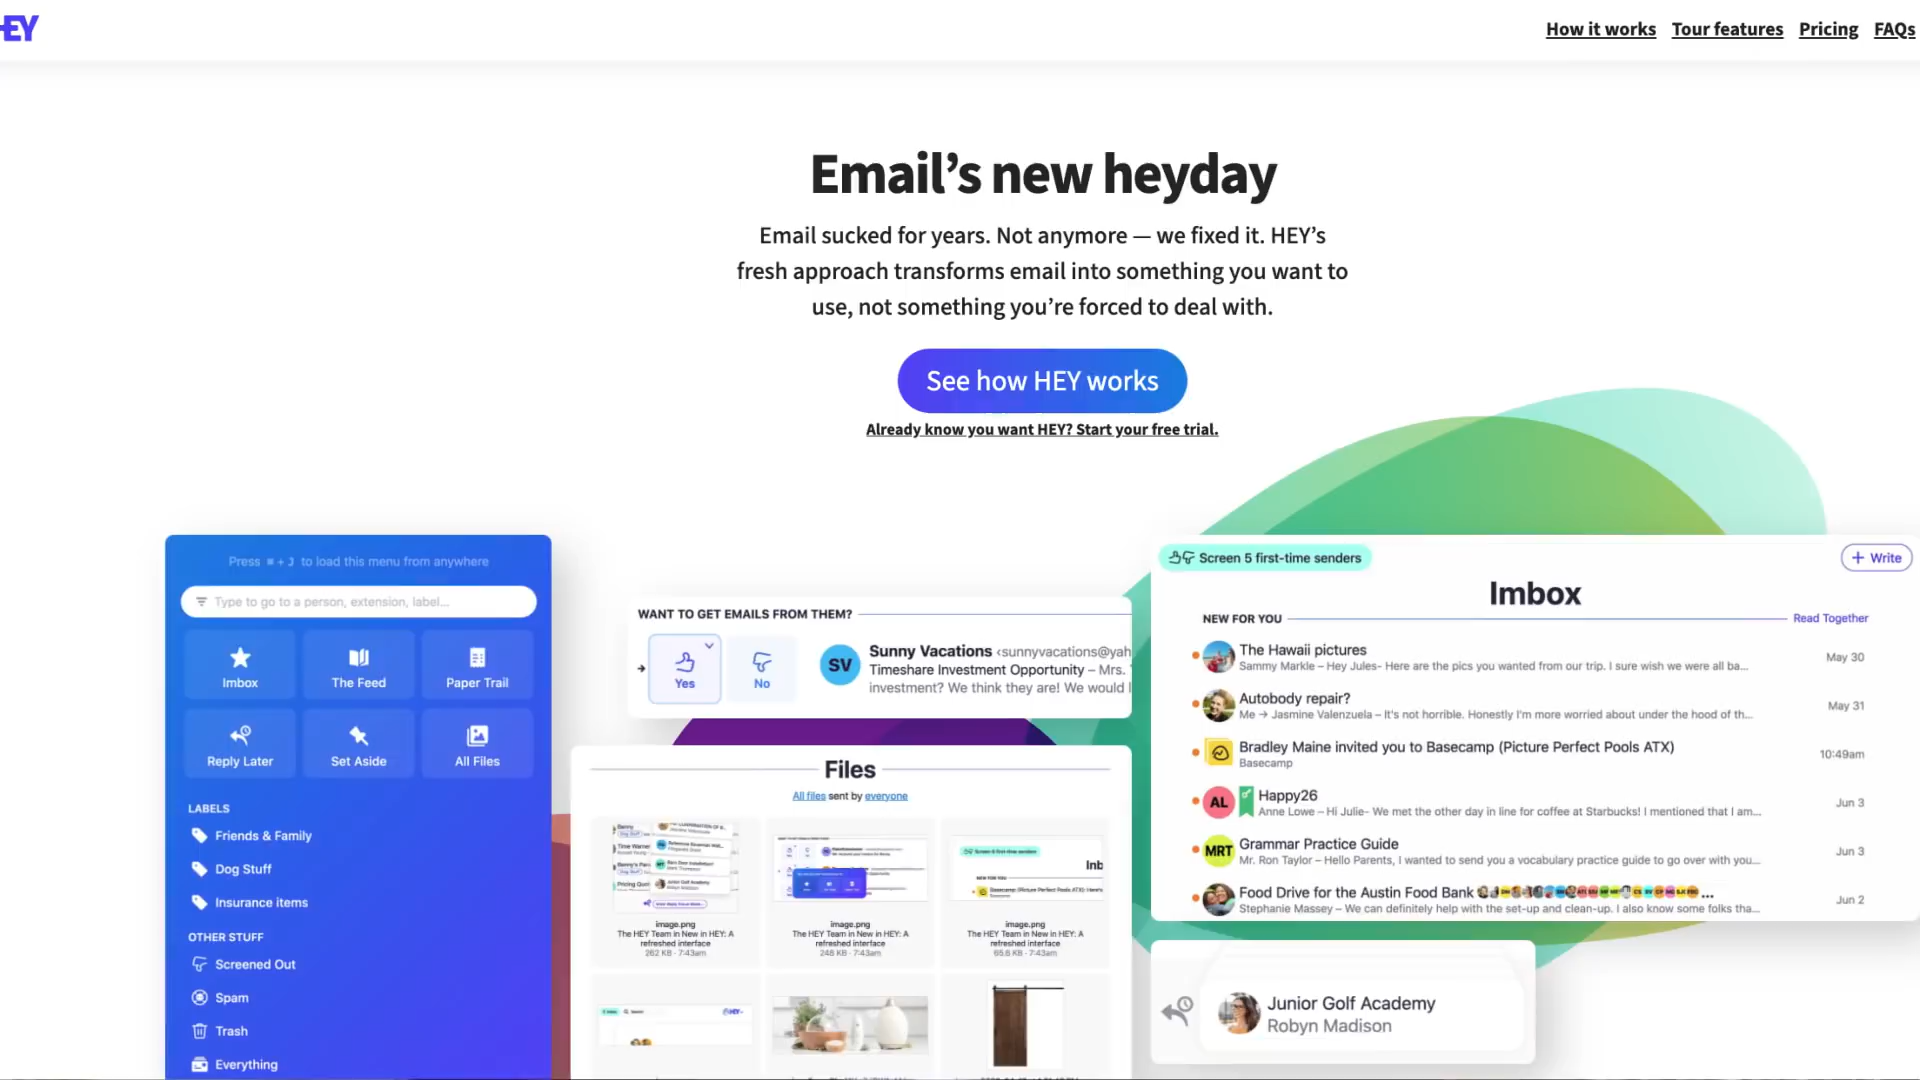 HEY
How it works Tour features Pricing FAQs
Email’s new heyday
Email sucked for years. Not anymore — we fixed it. HEY’s
fresh approach transforms email into something you want to
use, not something you’re forced to deal with.
See how HEY works
Already know you want HEY? Start your free trial.
Press ⌘ + J to load this menu from anywhere
Type to go to a person, extension, label...
Imbox The Feed Paper Trail
Reply Later Set Aside All Files
LABELS
Friends & Family
Dog Stuff
Insurance items
OTHER STUFF
Screened Out
Spam
Trash
Everything
WANT TO GET EMAILS FROM THEM?
Yes
No
SV
Sunny Vacations <sunnyvacations@yah
Timeshare Investment Opportunity – Mrs.
investment? We think they are! We would
Files
All files sent by everyone
image.png
The HEY Team in New in HEY: A
refreshed interface
262 KB · 7:43am
image.png
The HEY Team in New in HEY: A
refreshed interface
248 KB · 7:43am
image.png
The HEY Team in New in HEY: A
refreshed interface
65.6 KB · 7:43am
Screen 5 first-time senders
+ Write
Imbox
NEW FOR YOU
Read Together
The Hawaii pictures
Sammy Markle – Hey Jules- Here are the pics you wanted from our trip. I sure wish we were all ba...
May 30
Autobody repair?
Me → Jasmine Valenzuela – It's not horrible. Honestly I'm more worried about under the hood of th...
May 31
Bradley Maine invited you to Basecamp (Picture Perfect Pools ATX)
Basecamp
10:49am
AL
Happy26
Anne Lowe – Hi Julie- We met the other day in line for coffee at Starbucks! I mentioned that I am...
Jun 3
MRT
Grammar Practice Guide
Mr. Ron Taylor – Hello Parents, I wanted to send you a vocabulary practice guide to go over with you...
Jun 3
Food Drive for the Austin Food Bank
Stephanie Massey – We can definitely help with the set-up and clean-up. I also know some folks tha...
Jun 2
Junior Golf Academy
Robyn Madison